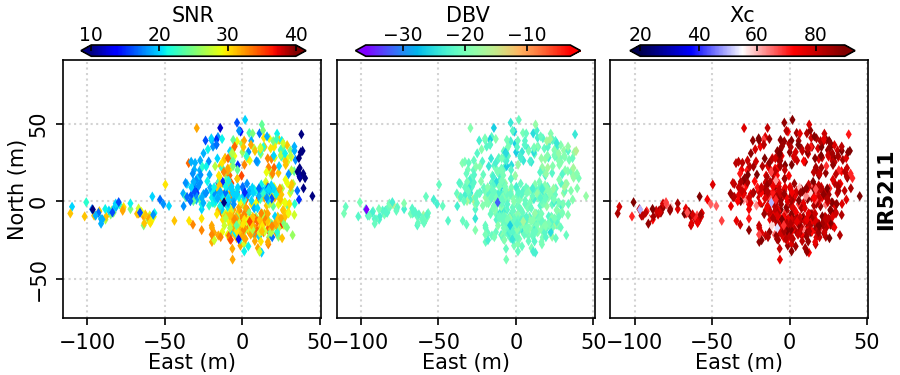 SNR DBV Xc
10 20 30 40 −30 −20 −10 20 40 60 80
50
0
−50
North (m)
−100 −50 0 50 −100 −50 0 50 −100 −50 0 50
East (m) East (m) East (m)
IR5211